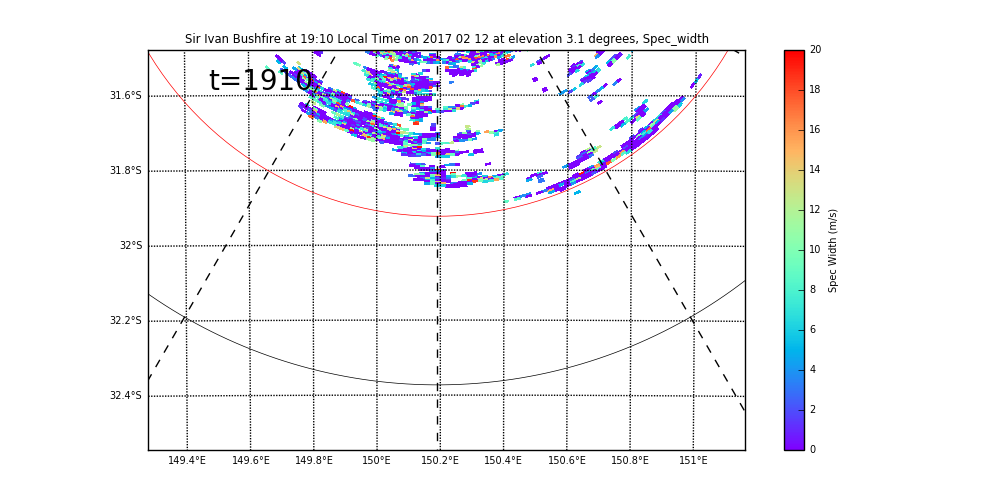 Sir Ivan Bushfire at 19:10 Local Time on 2017 02 12 at elevation 3.1 degrees, Spec_width
t=1910
31.6°S
31.8°S
32°S
32.2°S
32.4°S
149.4°E 149.6°E 149.8°E 150°E 150.2°E 150.4°E 150.6°E 150.8°E 151°E
20
18
16
14
12
10
8
6
4
2
0
Spec Width (m/s)